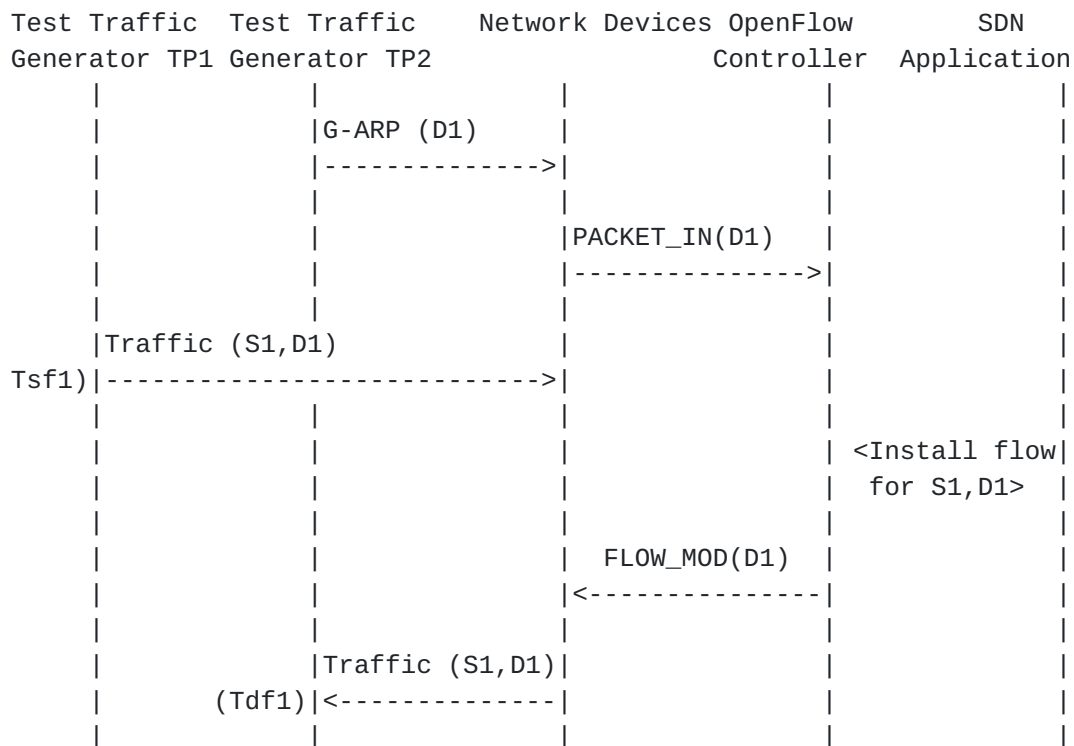 Test Traffic  Test Traffic    Network Devices OpenFlow        SDN
Generator TP1 Generator TP2                  Controller  Application
G-ARP (D1)
PACKET_IN(D1)
Traffic (S1,D1)
Tsf1)
<Install flow
for S1,D1>
FLOW_MOD(D1)
Traffic (S1,D1)
(Tdf1)